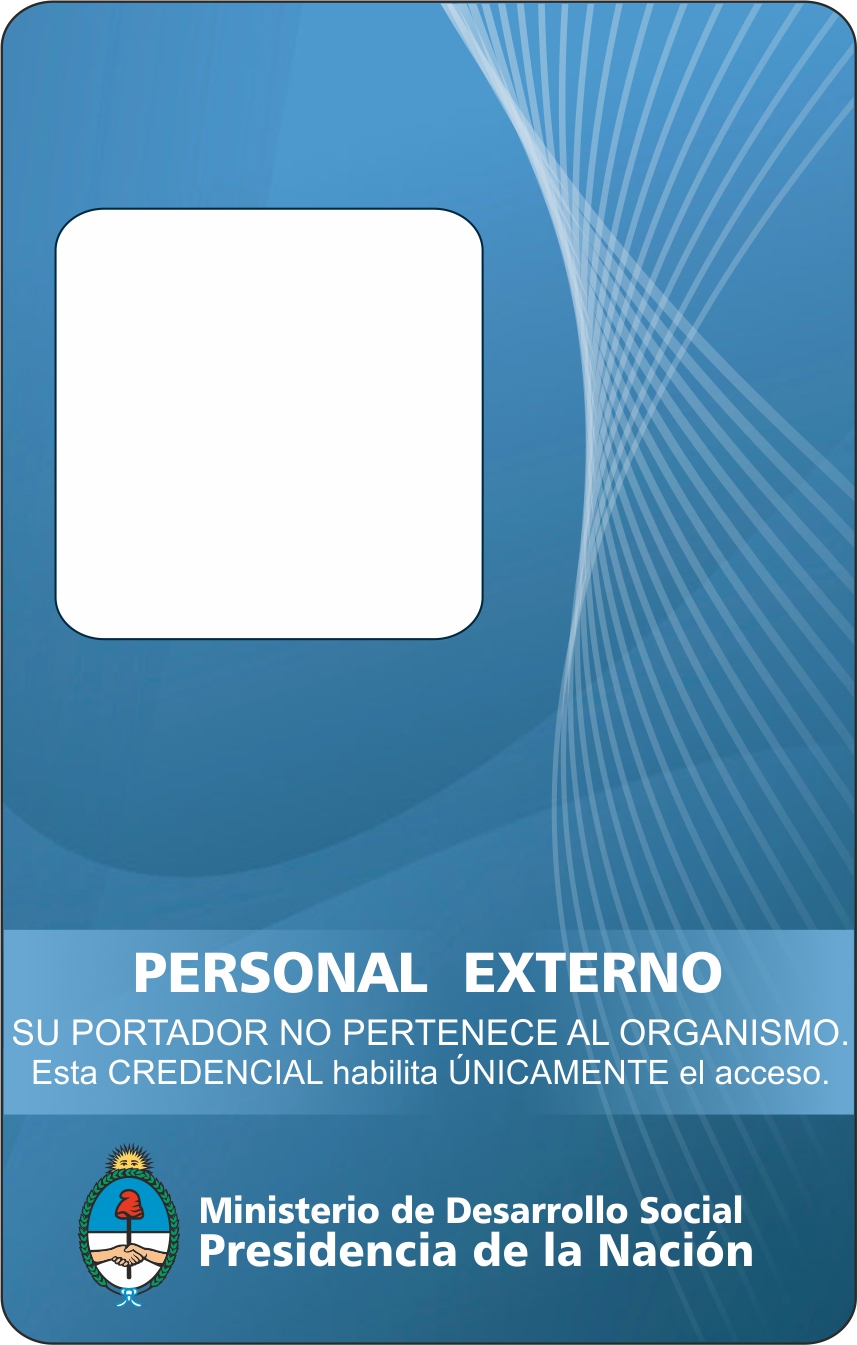 PERSONAL EXTERNO
SU PORTADOR NO PERTENECE AL ORGANISMO.
Esta CREDENCIAL habilita ÚNICAMENTE el acceso.
Ministerio de Desarrollo Social
Presidencia de la Nación